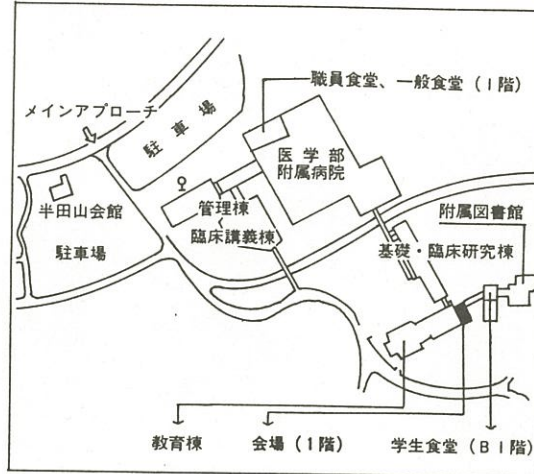 職員食堂、一般食堂（1階）
メインアプローチ
駐車場
医学部
附属病院
半田山会館
駐車場
管理棟
臨床講義棟
附属図書館
基礎・臨床研究棟
教育棟
会場（1階）
学生食堂（B1階）